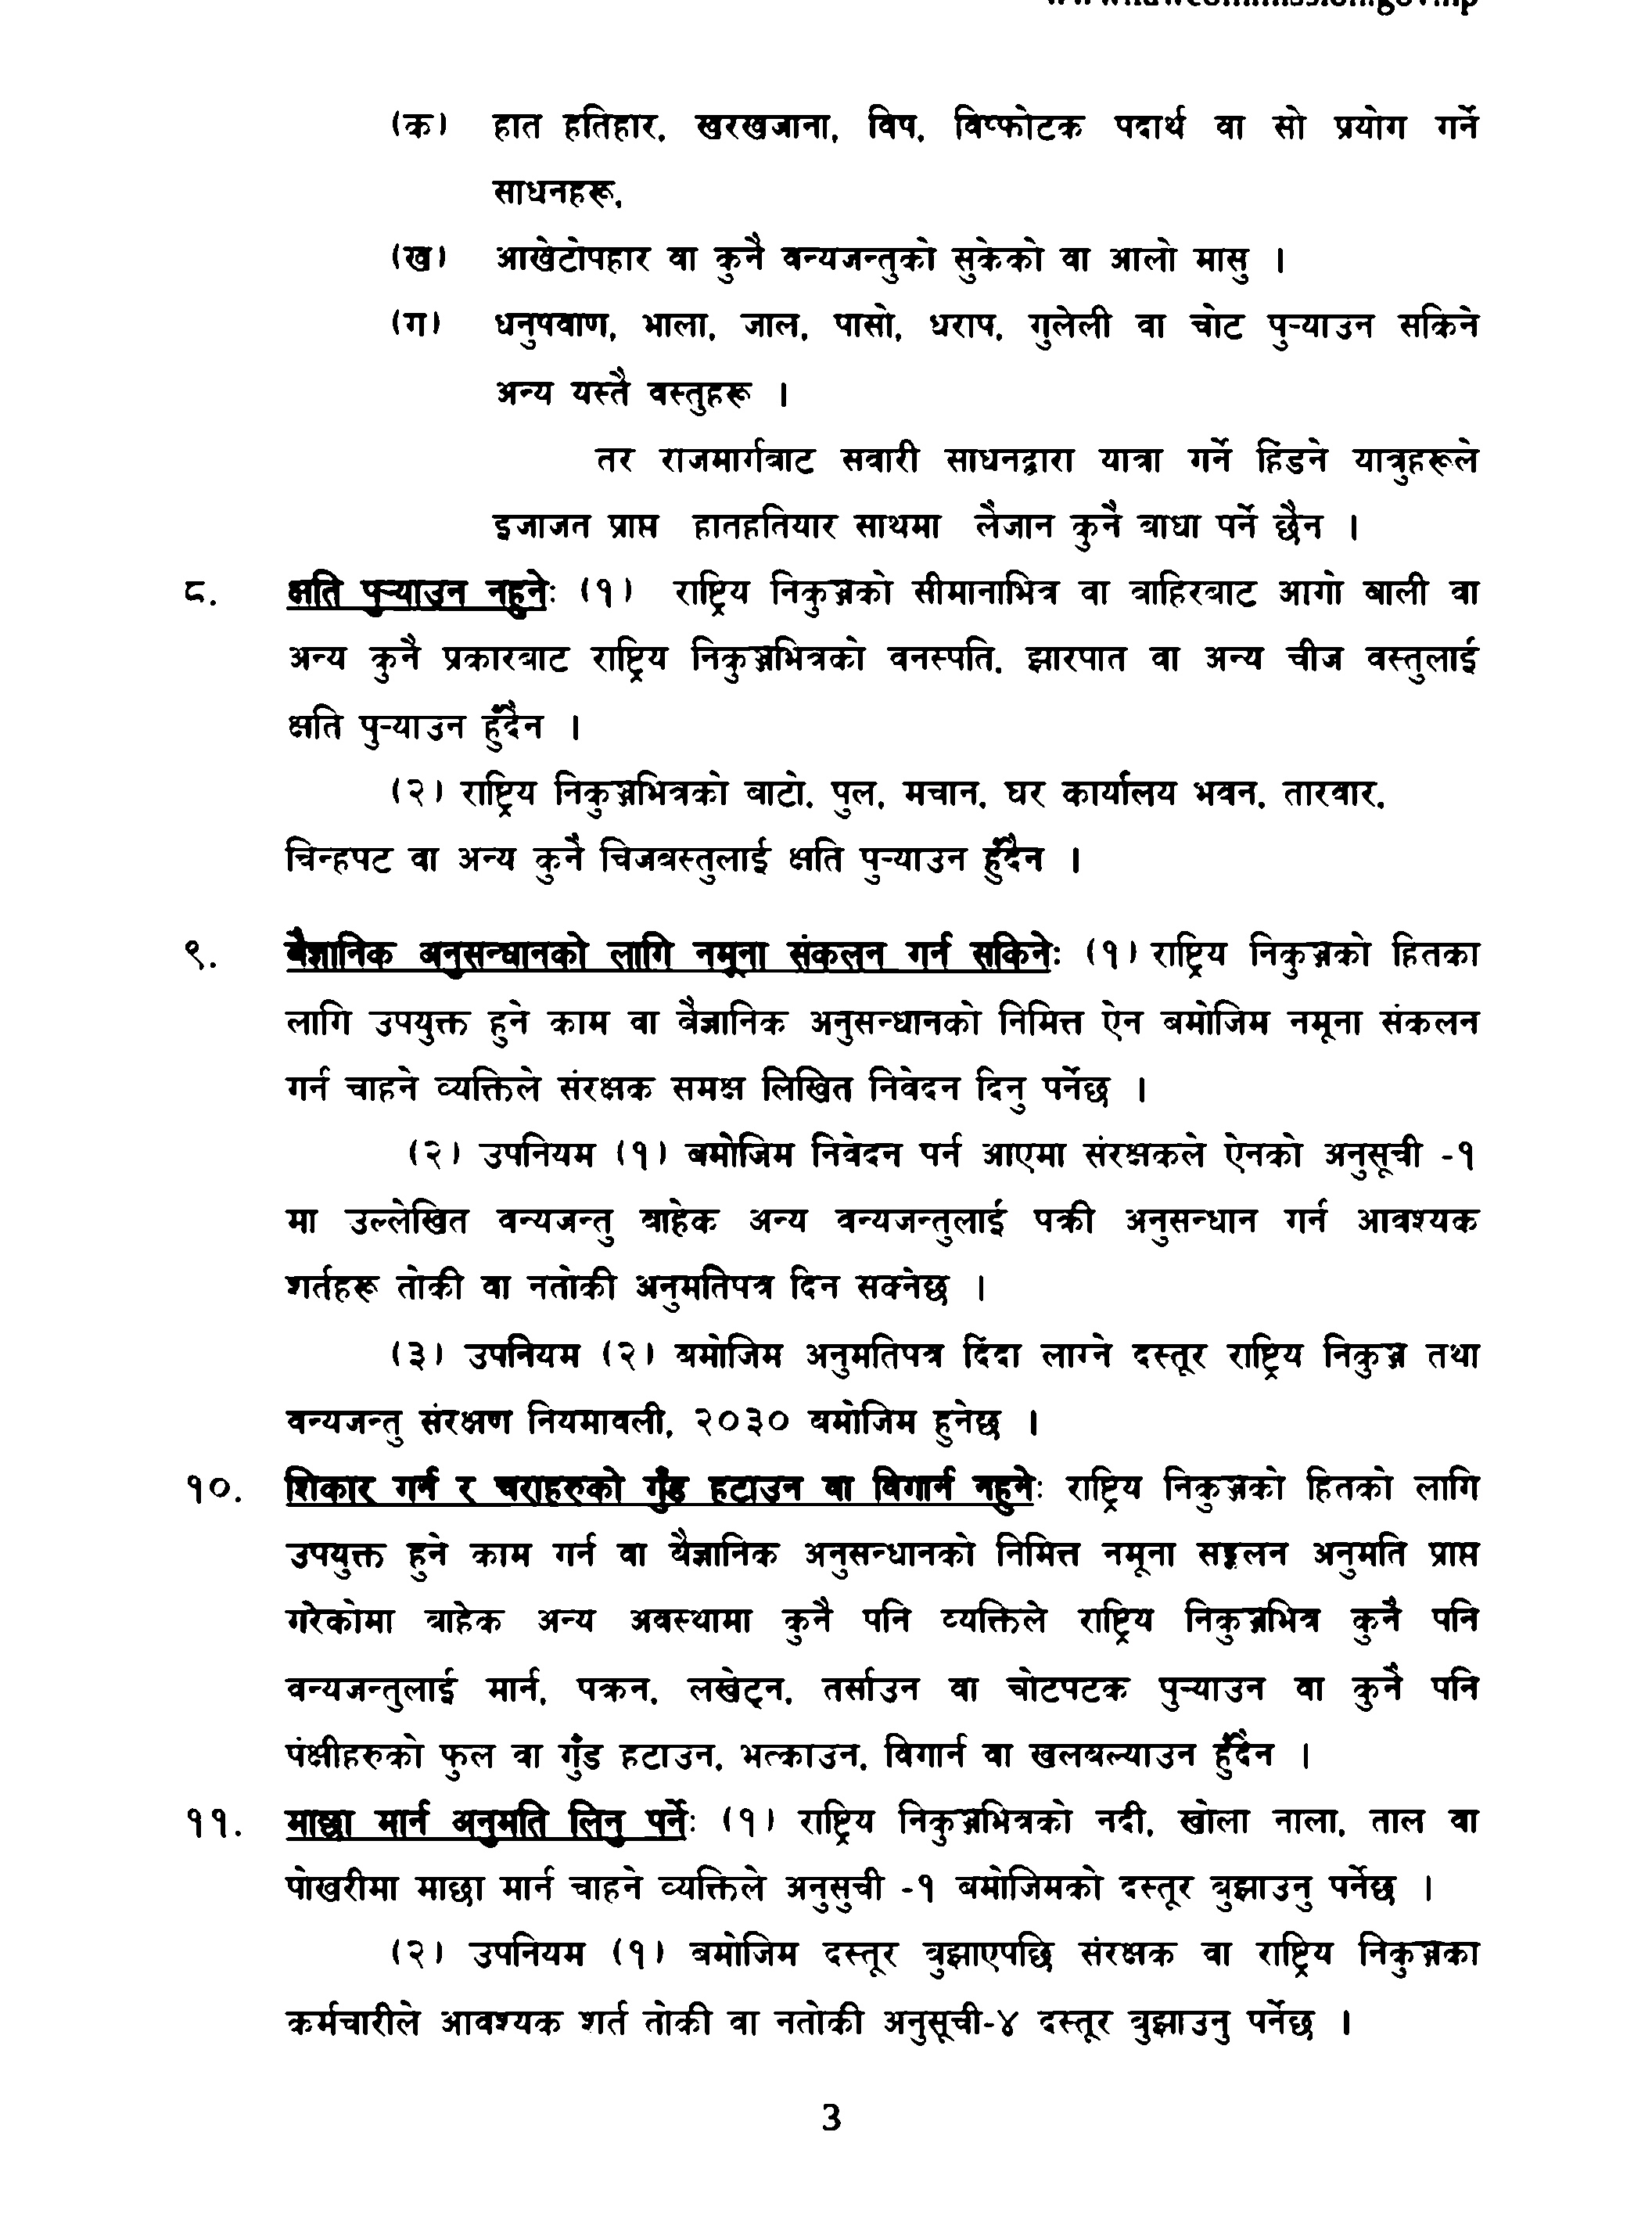 www.lawcommission.gov.np
(क) हात हतिहार, खरखजाना, विष, विष्फोटक पदार्थ वा सो प्रयोग गर्ने
साधनहरू,
(ख) आखेटोपहार वा कुनै वन्यजन्तुको सुकेको वा आलो मासु ।
(ग) धनुषवाण, भाला, जाल, पासो, धराप, गुलेली वा चोट पुऱ्याउन सकिने
अन्य यस्तै वस्तुहरू ।
तर राजमार्गबाट सवारी साधनद्वारा यात्रा गर्ने हिंडने यात्रुहरूले
इजाजत प्राप्त हातहतियार साथमा लैजान कुनै बाधा पर्ने छैन ।
८. क्षति पुऱ्याउन नहुनेः (१) राष्ट्रिय निकुञ्जको सीमानाभित्र वा बाहिरबाट आगो बाली वा
अन्य कुनै प्रकारबाट राष्ट्रिय निकुञ्जभित्रको वनस्पति, झारपात वा अन्य चीज वस्तुलाई
क्षति पुऱ्याउन हुँदैन ।
(२) राष्ट्रिय निकुञ्जभित्रको बाटो, पुल, मचान, घर कार्यालय भवन, तारवार,
चिन्हपट वा अन्य कुनै चिजवस्तुलाई क्षति पुऱ्याउन हुँदैन ।
९. वैज्ञानिक अनुसन्धानको लागि नमूना संकलन गर्न सकिनेः (१) राष्ट्रिय निकुञ्जको हितका
लागि उपयुक्त हुने काम वा वैज्ञानिक अनुसन्धानको निमित्त ऐन बमोजिम नमूना संकलन
गर्न चाहने व्यक्तिले संरक्षक समक्ष लिखित निवेदन दिनु पर्नेछ ।
(२) उपनियम (१) बमोजिम निवेदन पर्न आएमा संरक्षकले ऐनको अनुसूची -१
मा उल्लेखित वन्यजन्तु बाहेक अन्य वन्यजन्तुलाई पक्री अनुसन्धान गर्न आवश्यक
शर्तहरू तोकी वा नतोकी अनुमतिपत्र दिन सक्नेछ ।
(३) उपनियम (२) बमोजिम अनुमतिपत्र दिंदा लाग्ने दस्तूर राष्ट्रिय निकुञ्ज तथा
वन्यजन्तु संरक्षण नियमावली, २०३० बमोजिम हुनेछ ।
१०. शिकार गर्न र चराहरुको गुँड हटाउन वा विगार्न नहुनेः राष्ट्रिय निकुञ्जको हितको लागि
उपयुक्त हुने काम गर्न वा वैज्ञानिक अनुसन्धानको निमित्त नमूना सङ्कलन अनुमति प्राप्त
गरेकोमा बाहेक अन्य अवस्थामा कुनै पनि व्यक्तिले राष्ट्रिय निकुञ्जभित्र कुनै पनि
वन्यजन्तुलाई मार्न, पक्रन, लखेट्न, तर्साउन वा चोटपटक पुऱ्याउन वा कुनै पनि
पंक्षीहरुको फुल वा गुँड हटाउन, भत्काउन, विगार्न वा खलबल्याउन हुँदैन ।
११. माछा मार्न अनुमति लिनु पर्नेः (१) राष्ट्रिय निकुञ्जभित्रको नदी, खोला नाला, ताल वा
पोखरीमा माछा मार्न चाहने व्यक्तिले अनुसुची -१ बमोजिमको दस्तूर बुझाउनु पर्नेछ ।
(२) उपनियम (१) बमोजिम दस्तूर बुझाएपछि संरक्षक वा राष्ट्रिय निकुञ्जका
कर्मचारीले आवश्यक शर्त तोकी वा नतोकी अनुसूची-४ दस्तूर बुझाउनु पर्नेछ ।
3